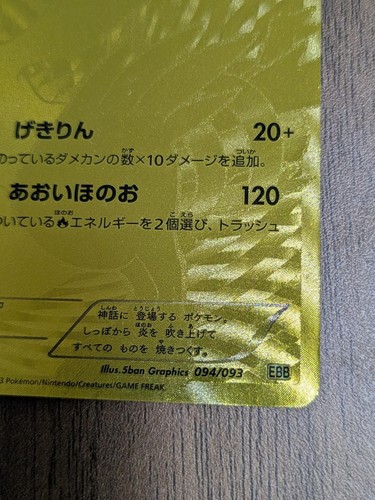 げきりん 20+
のっているダメカンの数×10ダメージを追加。
あおいほのお 120
ついている エネルギーを2個選び、トラッシュ
神話に 登場する ポケモン。
しっぽから 炎を 吹き上げて
すべての ものを 焼きつくす。
Illus.5ban Graphics 094/093 EBB
3 Pokémon/Nintendo/Creatures/GAME FREAK.